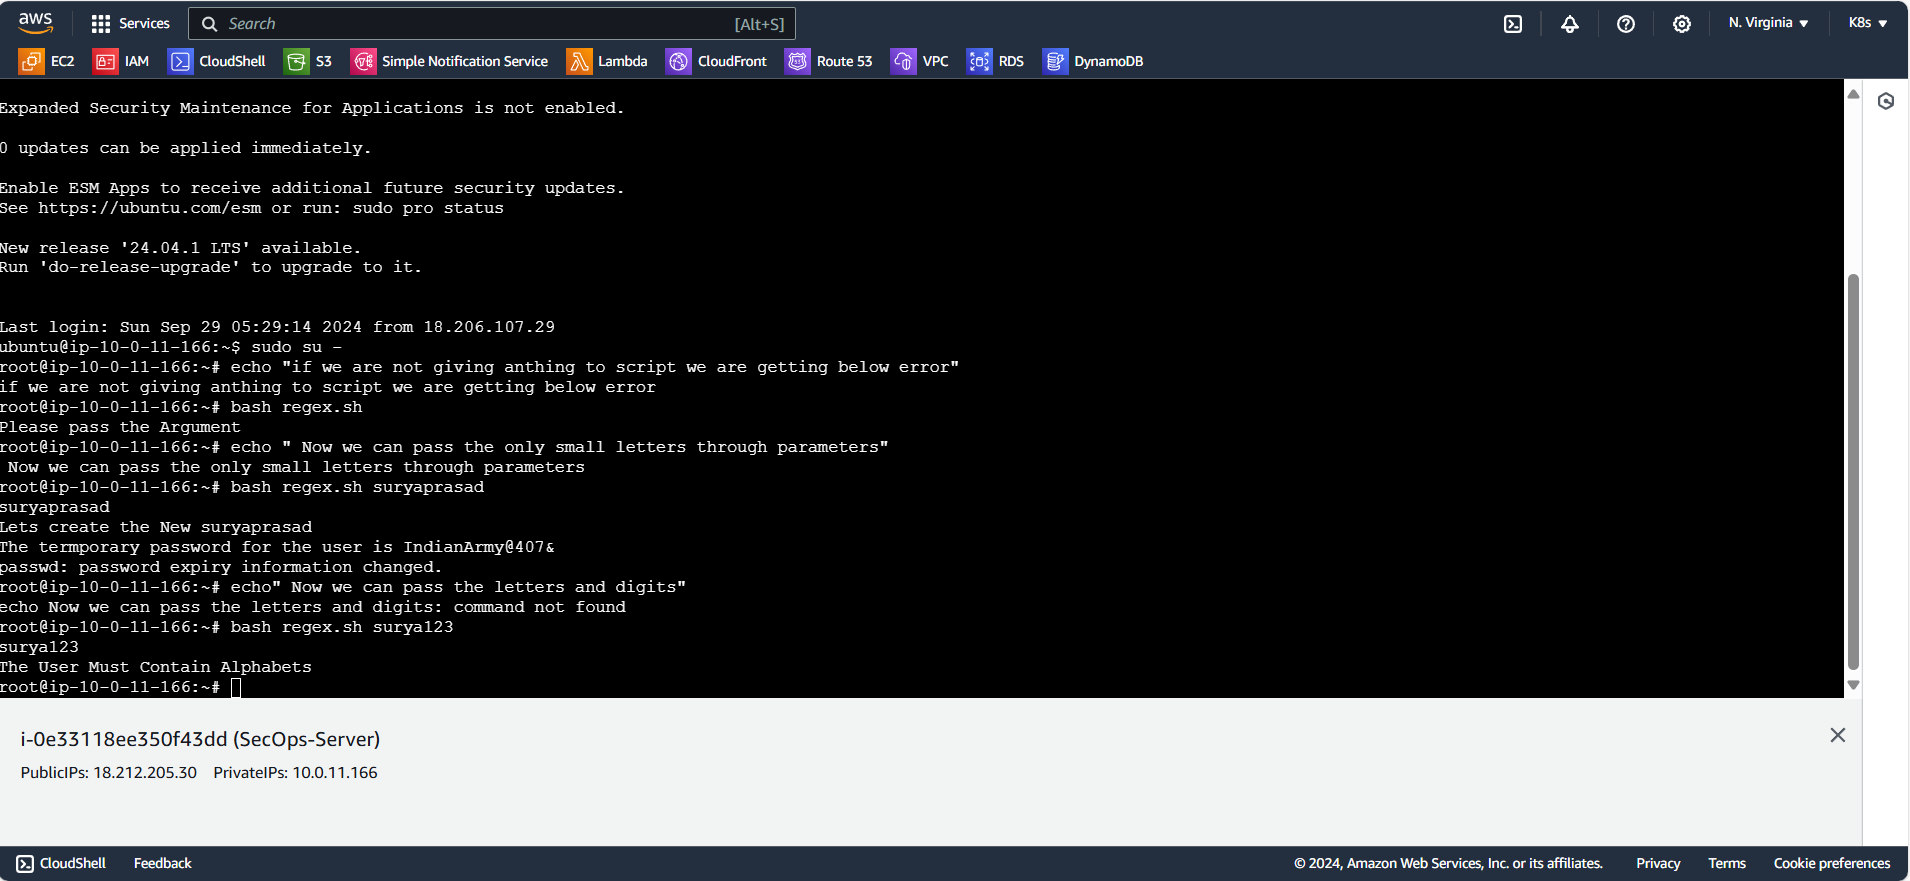 aws
Services
Search
[Alt+S]
N. Virginia
K8s
EC2
IAM
CloudShell
S3
Simple Notification Service
Lambda
CloudFront
Route 53
VPC
RDS
DynamoDB
Expanded Security Maintenance for Applications is not enabled.
0 updates can be applied immediately.
Enable ESM Apps to receive additional future security updates.
See https://ubuntu.com/esm or run: sudo pro status
New release '24.04.1 LTS' available.
Run 'do-release-upgrade' to upgrade to it.
Last login: Sun Sep 29 05:29:14 2024 from 18.206.107.29
ubuntu@ip-10-0-11-166:~$ sudo su -
root@ip-10-0-11-166:~# echo "if we are not giving anthing to script we are getting below error"
if we are not giving anthing to script we are getting below error
root@ip-10-0-11-166:~# bash regex.sh
Please pass the Argument
root@ip-10-0-11-166:~# echo " Now we can pass the only small letters through parameters"
 Now we can pass the only small letters through parameters
root@ip-10-0-11-166:~# bash regex.sh suryaprasad
suryaprasad
Lets create the New suryaprasad
The termporary password for the user is IndianArmy@407&
passwd: password expiry information changed.
root@ip-10-0-11-166:~# echo" Now we can pass the letters and digits"
echo Now we can pass the letters and digits: command not found
root@ip-10-0-11-166:~# bash regex.sh surya123
surya123
The User Must Contain Alphabets
root@ip-10-0-11-166:~#
i-0e33118ee350f43dd (SecOps-Server)
PublicIPs: 18.212.205.30 PrivateIPs: 10.0.11.166
CloudShell
Feedback
© 2024, Amazon Web Services, Inc. or its affiliates.
Privacy
Terms
Cookie preferences